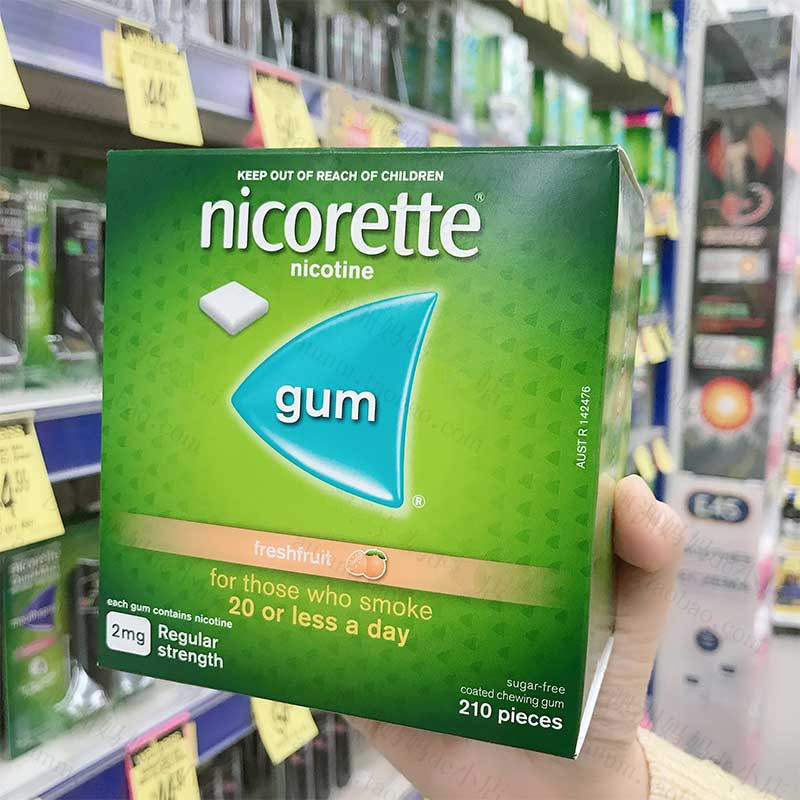 KEEP OUT OF REACH OF CHILDREN
nicorette®
nicotine
gum
®
AUST R 142476
freshfruit
for those who smoke
20 or less a day
each gum contains nicotine
2mg
Regular
strength
sugar-free
coated chewing gum
210 pieces
E45